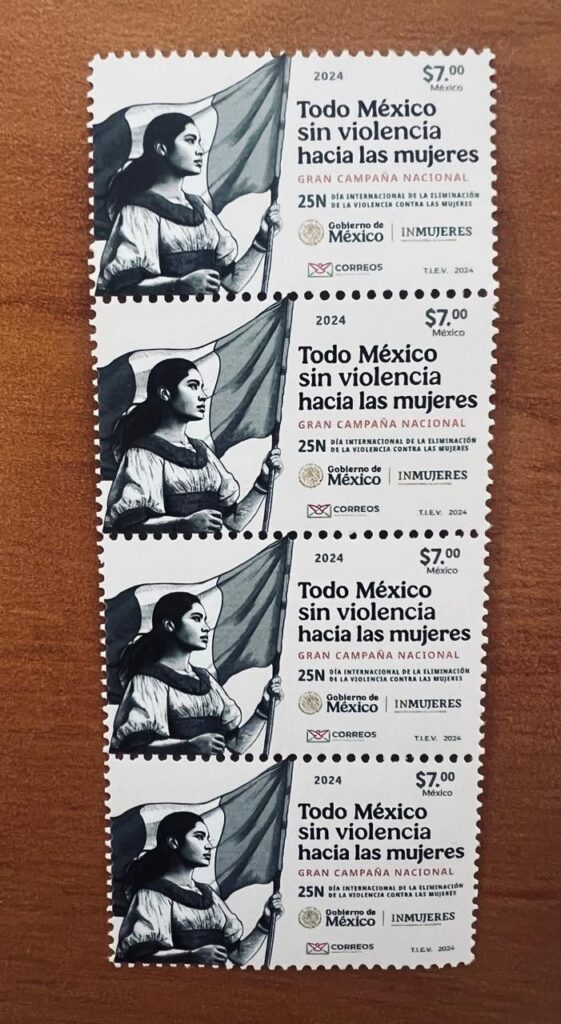 2024
$7.00
México
Todo México
sin violencia
hacia las mujeres
GRAN CAMPAÑA NACIONAL
25N DÍA INTERNACIONAL DE LA ELIMINACIÓN
DE LA VIOLENCIA CONTRA LAS MUJERES
Gobierno de
México
INMUJERES
CORREOS
T.I.E.V. 2024
2024
$7.00
México
Todo México
sin violencia
hacia las mujeres
GRAN CAMPAÑA NACIONAL
25N DÍA INTERNACIONAL DE LA ELIMINACIÓN
DE LA VIOLENCIA CONTRA LAS MUJERES
Gobierno de
México
INMUJERES
CORREOS
T.I.E.V. 2024
2024
$7.00
México
Todo México
sin violencia
hacia las mujeres
GRAN CAMPAÑA NACIONAL
25N DÍA INTERNACIONAL DE LA ELIMINACIÓN
DE LA VIOLENCIA CONTRA LAS MUJERES
Gobierno de
México
INMUJERES
CORREOS
T.I.E.V. 2024
2024
$7.00
México
Todo México
sin violencia
hacia las mujeres
GRAN CAMPAÑA NACIONAL
25N DÍA INTERNACIONAL DE LA ELIMINACIÓN
DE LA VIOLENCIA CONTRA LAS MUJERES
Gobierno de
México
INMUJERES
CORREOS
T.I.E.V. 2024